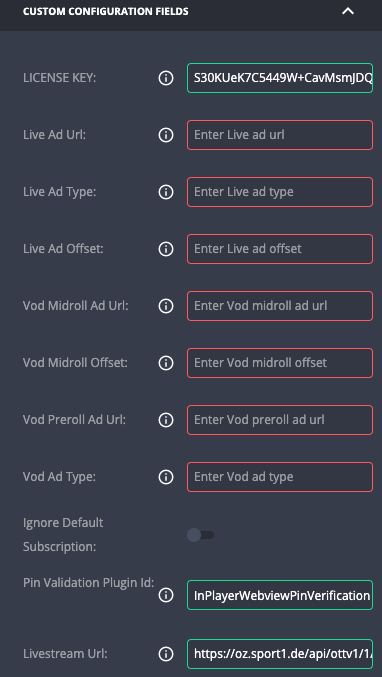 CUSTOM CONFIGURATION FIELDS
LICENSE KEY: S30KUeK7C5449W+CavMsmJDQ
Live Ad Url: Enter Live ad url
Live Ad Type: Enter Live ad type
Live Ad Offset: Enter Live ad offset
Vod Midroll Ad Url: Enter Vod midroll ad url
Vod Midroll Offset: Enter Vod midroll offset
Vod Preroll Ad Url: Enter Vod preroll ad url
Vod Ad Type: Enter Vod ad type
Ignore Default
Subscription:
Pin Validation Plugin Id: InPlayerWebviewPinVerification
Livestream Url: https://oz.sport1.de/api/ottv1/1/